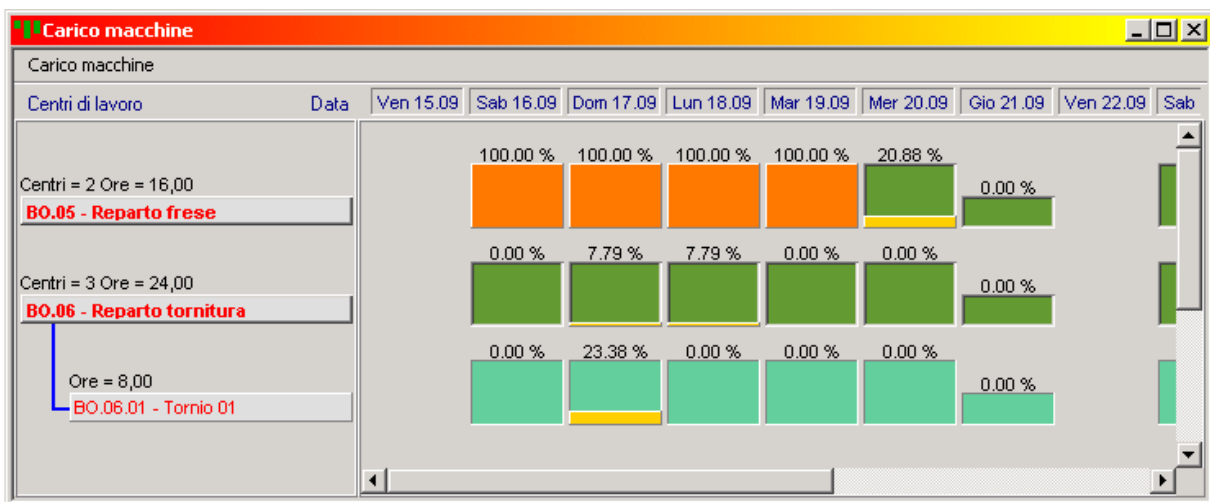 Carico macchine
Carico macchine
Centri di lavoro Data Ven 15.09 Sab 16.09 Dom 17.09 Lun 18.09 Mar 19.09 Mer 20.09 Gio 21.09 Ven 22.09 Sab
100.00 % 100.00 % 100.00 % 100.00 % 20.88 %
Centri = 2 Ore = 16,00 0.00 %
BO.05 - Reparto frese
0.00 % 7.79 % 7.79 % 0.00 % 0.00 %
Centri = 3 Ore = 24,00 0.00 %
BO.06 - Reparto tornitura
0.00 % 23.38 % 0.00 % 0.00 % 0.00 %
Ore = 8,00 0.00 %
BO.06.01 - Tornio 01